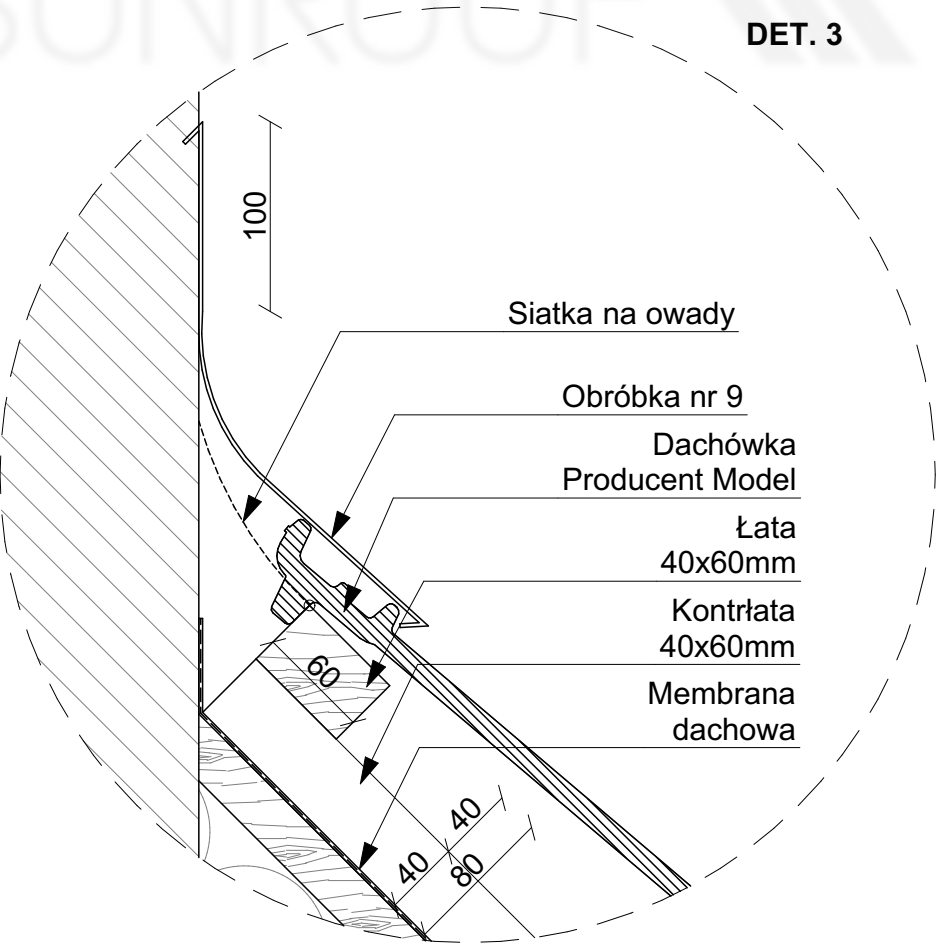 SUNROOF
DET. 3
100
Siatka na owady
Obróbka nr 9
Dachówka
Producent Model
Łata
40x60mm
Kontrłata
40x60mm
Membrana
dachowa
60
40
40
80